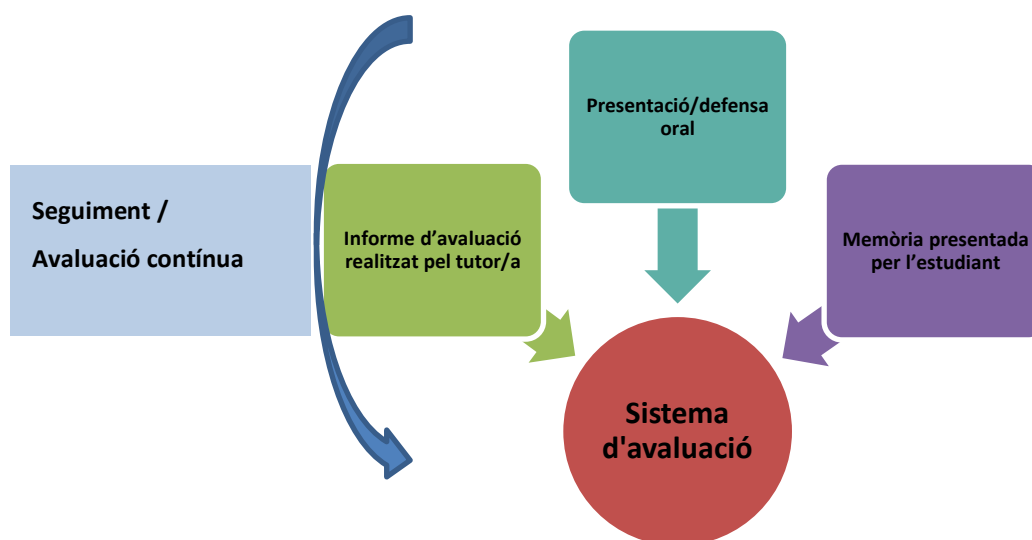 Presentació/defensa
oral
Seguiment /
Avaluació contínua
Informe d’avaluació
realitzat pel tutor/a
Memòria presentada
per l’estudiant
Sistema
d'avaluació